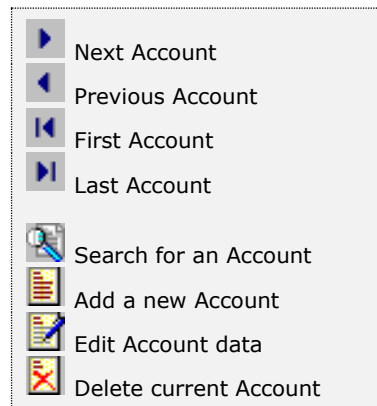 Next Account
Previous Account
First Account
Last Account
Search for an Account
Add a new Account
Edit Account data
Delete current Account